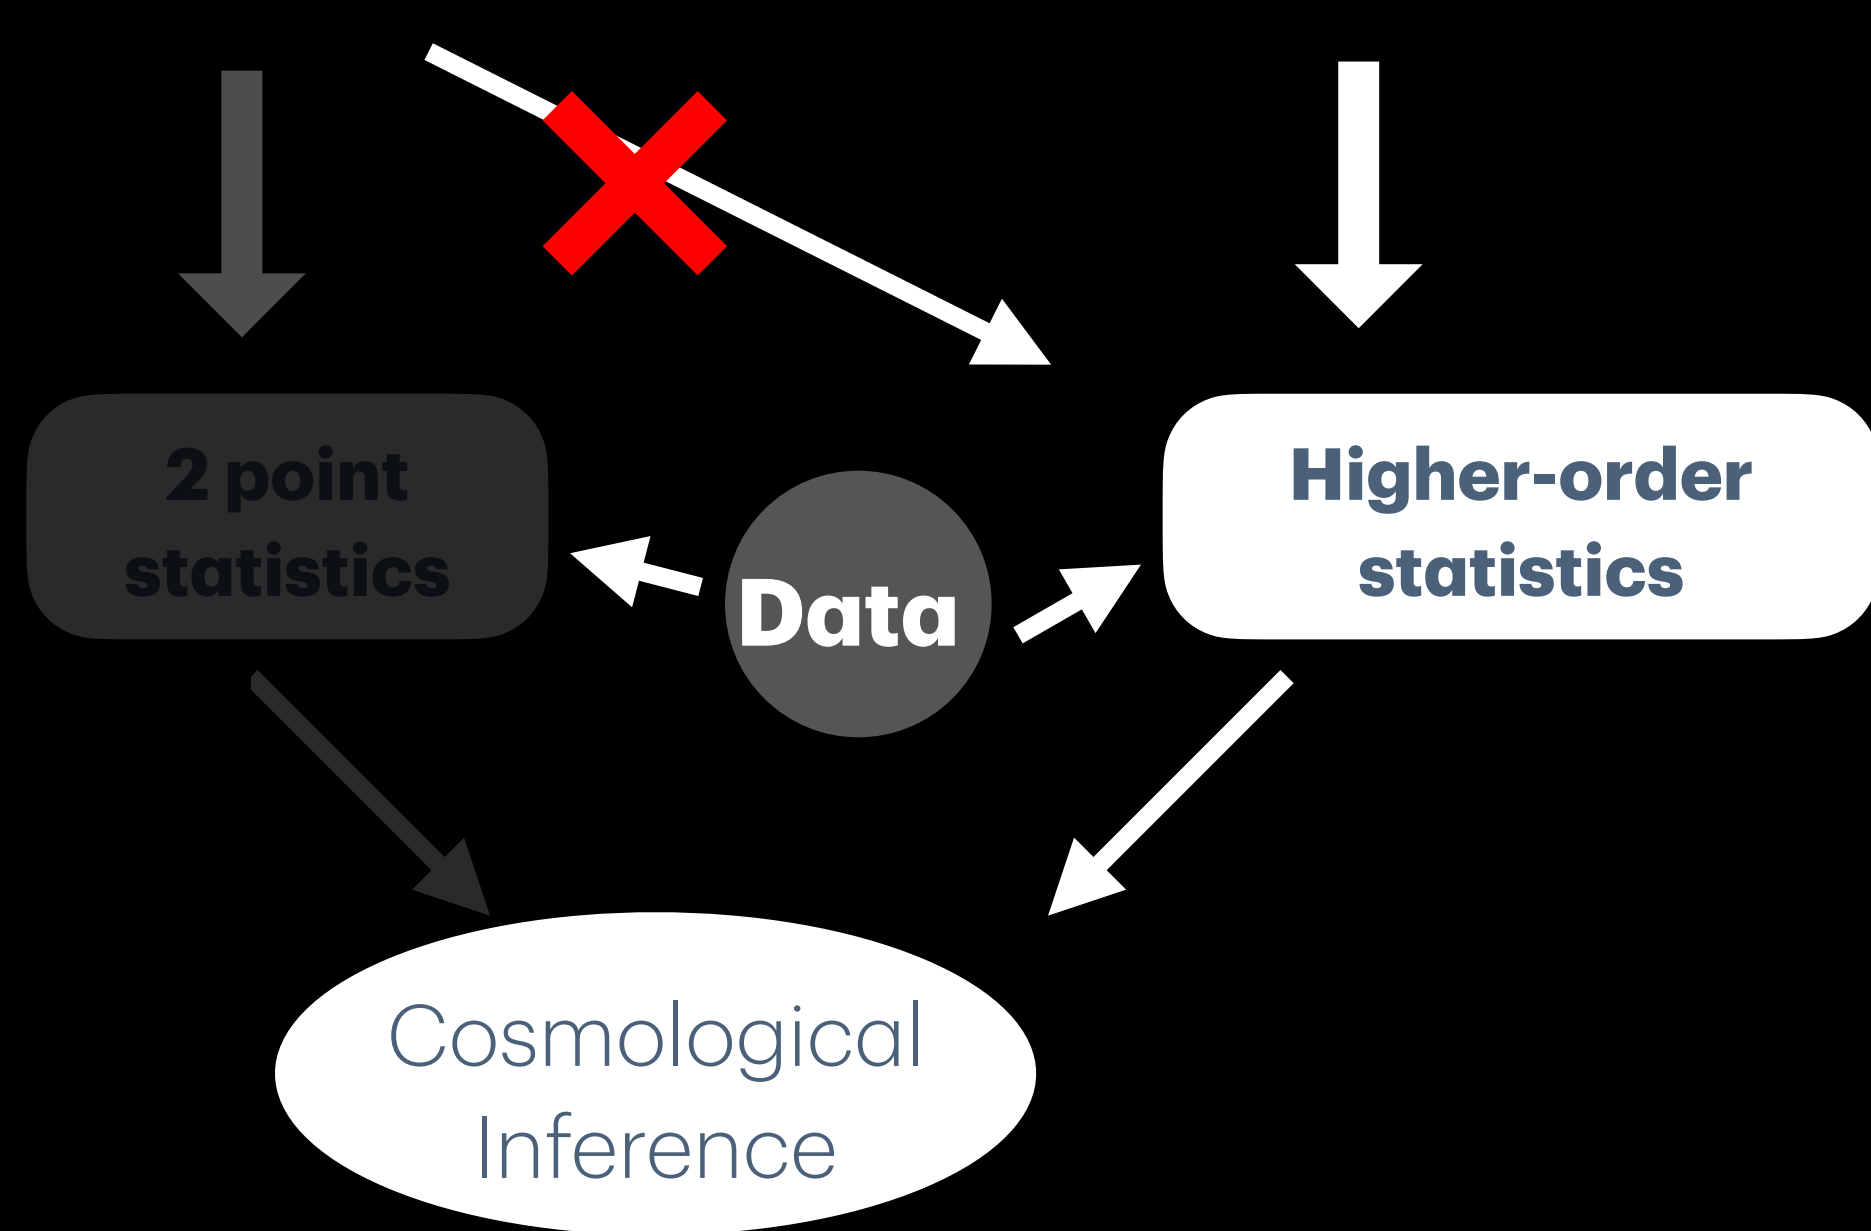 2 point
statistics
Data
Higher-order
statistics
Cosmological
Inference